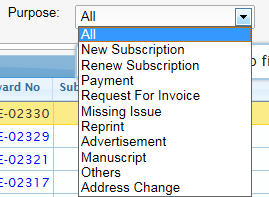 Purpose: All
All
New Subscription
Renew Subscription
Payment
Request For Invoice
Missing Issue
Reprint
Advertisement
Manuscript
Others
Address Change
o fi
vard No Sub
E-02330
E-02329
E-02321
E-02317